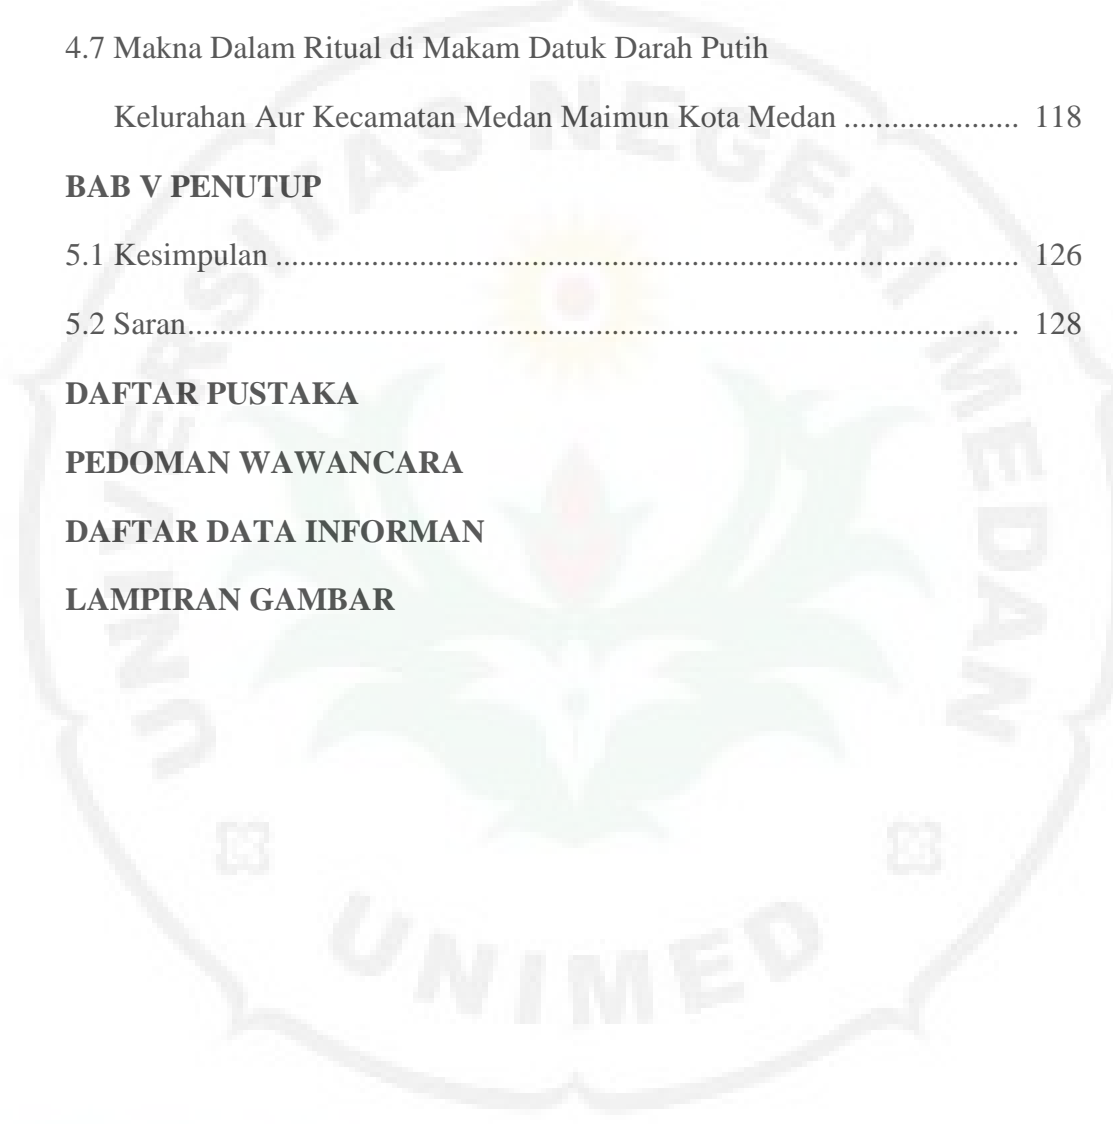 4.7 Makna Dalam Ritual di Makam Datuk Darah Putih
Kelurahan Aur Kecamatan Medan Maimun Kota Medan ..................... 118
BAB V PENUTUP
5.1 Kesimpulan ........................................................................................... 126
5.2 Saran...................................................................................................... 128
DAFTAR PUSTAKA
PEDOMAN WAWANCARA
DAFTAR DATA INFORMAN
LAMPIRAN GAMBAR
UNIVERSITAS NEGERI MEDAN
UNIMED